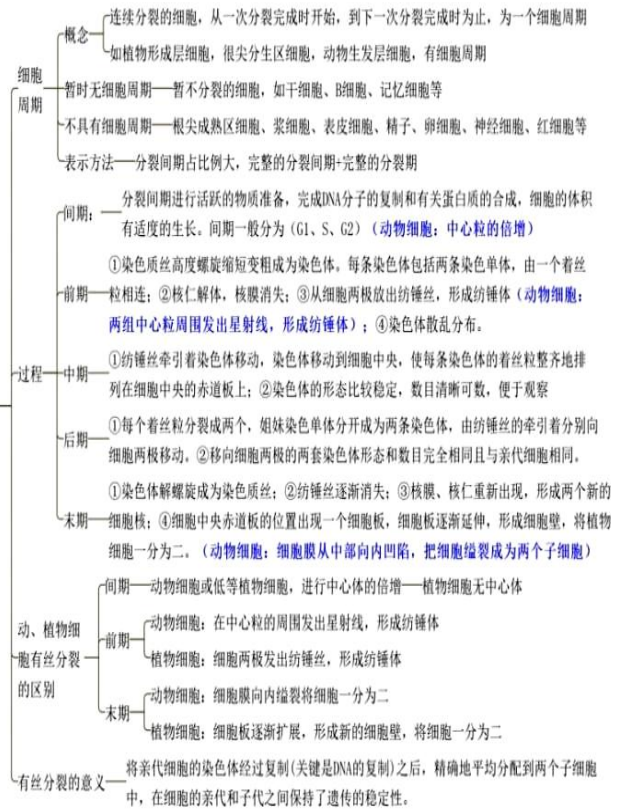 细胞
周期
概念
连续分裂的细胞，从一次分裂完成时开始，到下一次分裂完成时为止，为一个细胞周期
如植物形成层细胞，很尖分生区细胞，动物生发层细胞，有细胞周期
暂时无细胞周期——暂不分裂的细胞，如干细胞、B细胞、记忆细胞等
不具有细胞周期——根尖成熟区细胞、浆细胞、表皮细胞、精子、卵细胞、神经细胞、红细胞等
表示方法——分裂间期占比例大，完整的分裂间期+完整的分裂期
过程
间期：
分裂间期进行活跃的物质准备，完成DNA分子的复制和有关蛋白质的合成，细胞的体积
有适度的生长。间期一般分为（G1、S、G2）（动物细胞：中心粒的倍增）
前期
①染色质丝高度螺旋缩短变粗成为染色体。每条染色体包括两条染色单体，由一个着丝
粒相连；②核仁解体，核膜消失；③从细胞两极放出纺锤丝，形成纺锤体（动物细胞：
两组中心粒周围发出星射线，形成纺锤体）；④染色体散乱分布。
中期
①纺锤丝牵引着染色体移动，染色体移动到细胞中央，使每条染色体的着丝粒整齐地排
列在细胞中央的赤道板上；②染色体的形态比较稳定，数目清晰可数，便于观察
后期
①每个着丝粒分裂成两个，姐妹染色单体分开成为两条染色体，由纺锤丝的牵引着分别向
细胞两极移动。②移向细胞两极的两套染色体形态和数目完全相同且与亲代细胞相同。
末期
①染色体解螺旋成为染色质丝；②纺锤丝逐渐消失；③核膜、核仁重新出现，形成两个新的
细胞核；④细胞中央赤道板的位置出现一个细胞板，细胞板逐渐延伸，形成细胞壁，将植物
细胞一分为二。（动物细胞：细胞膜从中部向内凹陷，把细胞缢裂成为两个子细胞）
动、植物细
胞有丝分裂
的区别
间期——动物细胞或低等植物细胞，进行中心体的倍增——植物细胞无中心体
前期
动物细胞：在中心粒的周围发出星射线，形成纺锤体
植物细胞：细胞两极发出纺锤丝，形成纺锤体
末期
动物细胞：细胞膜向内缢裂将细胞一分为二
植物细胞：细胞板逐渐扩展，形成新的细胞壁，将细胞一分为二
有丝分裂的意义
将亲代细胞的染色体经过复制(关键是DNA的复制)之后，精确地平均分配到两个子细胞
中，在细胞的亲代和子代之间保持了遗传的稳定性。